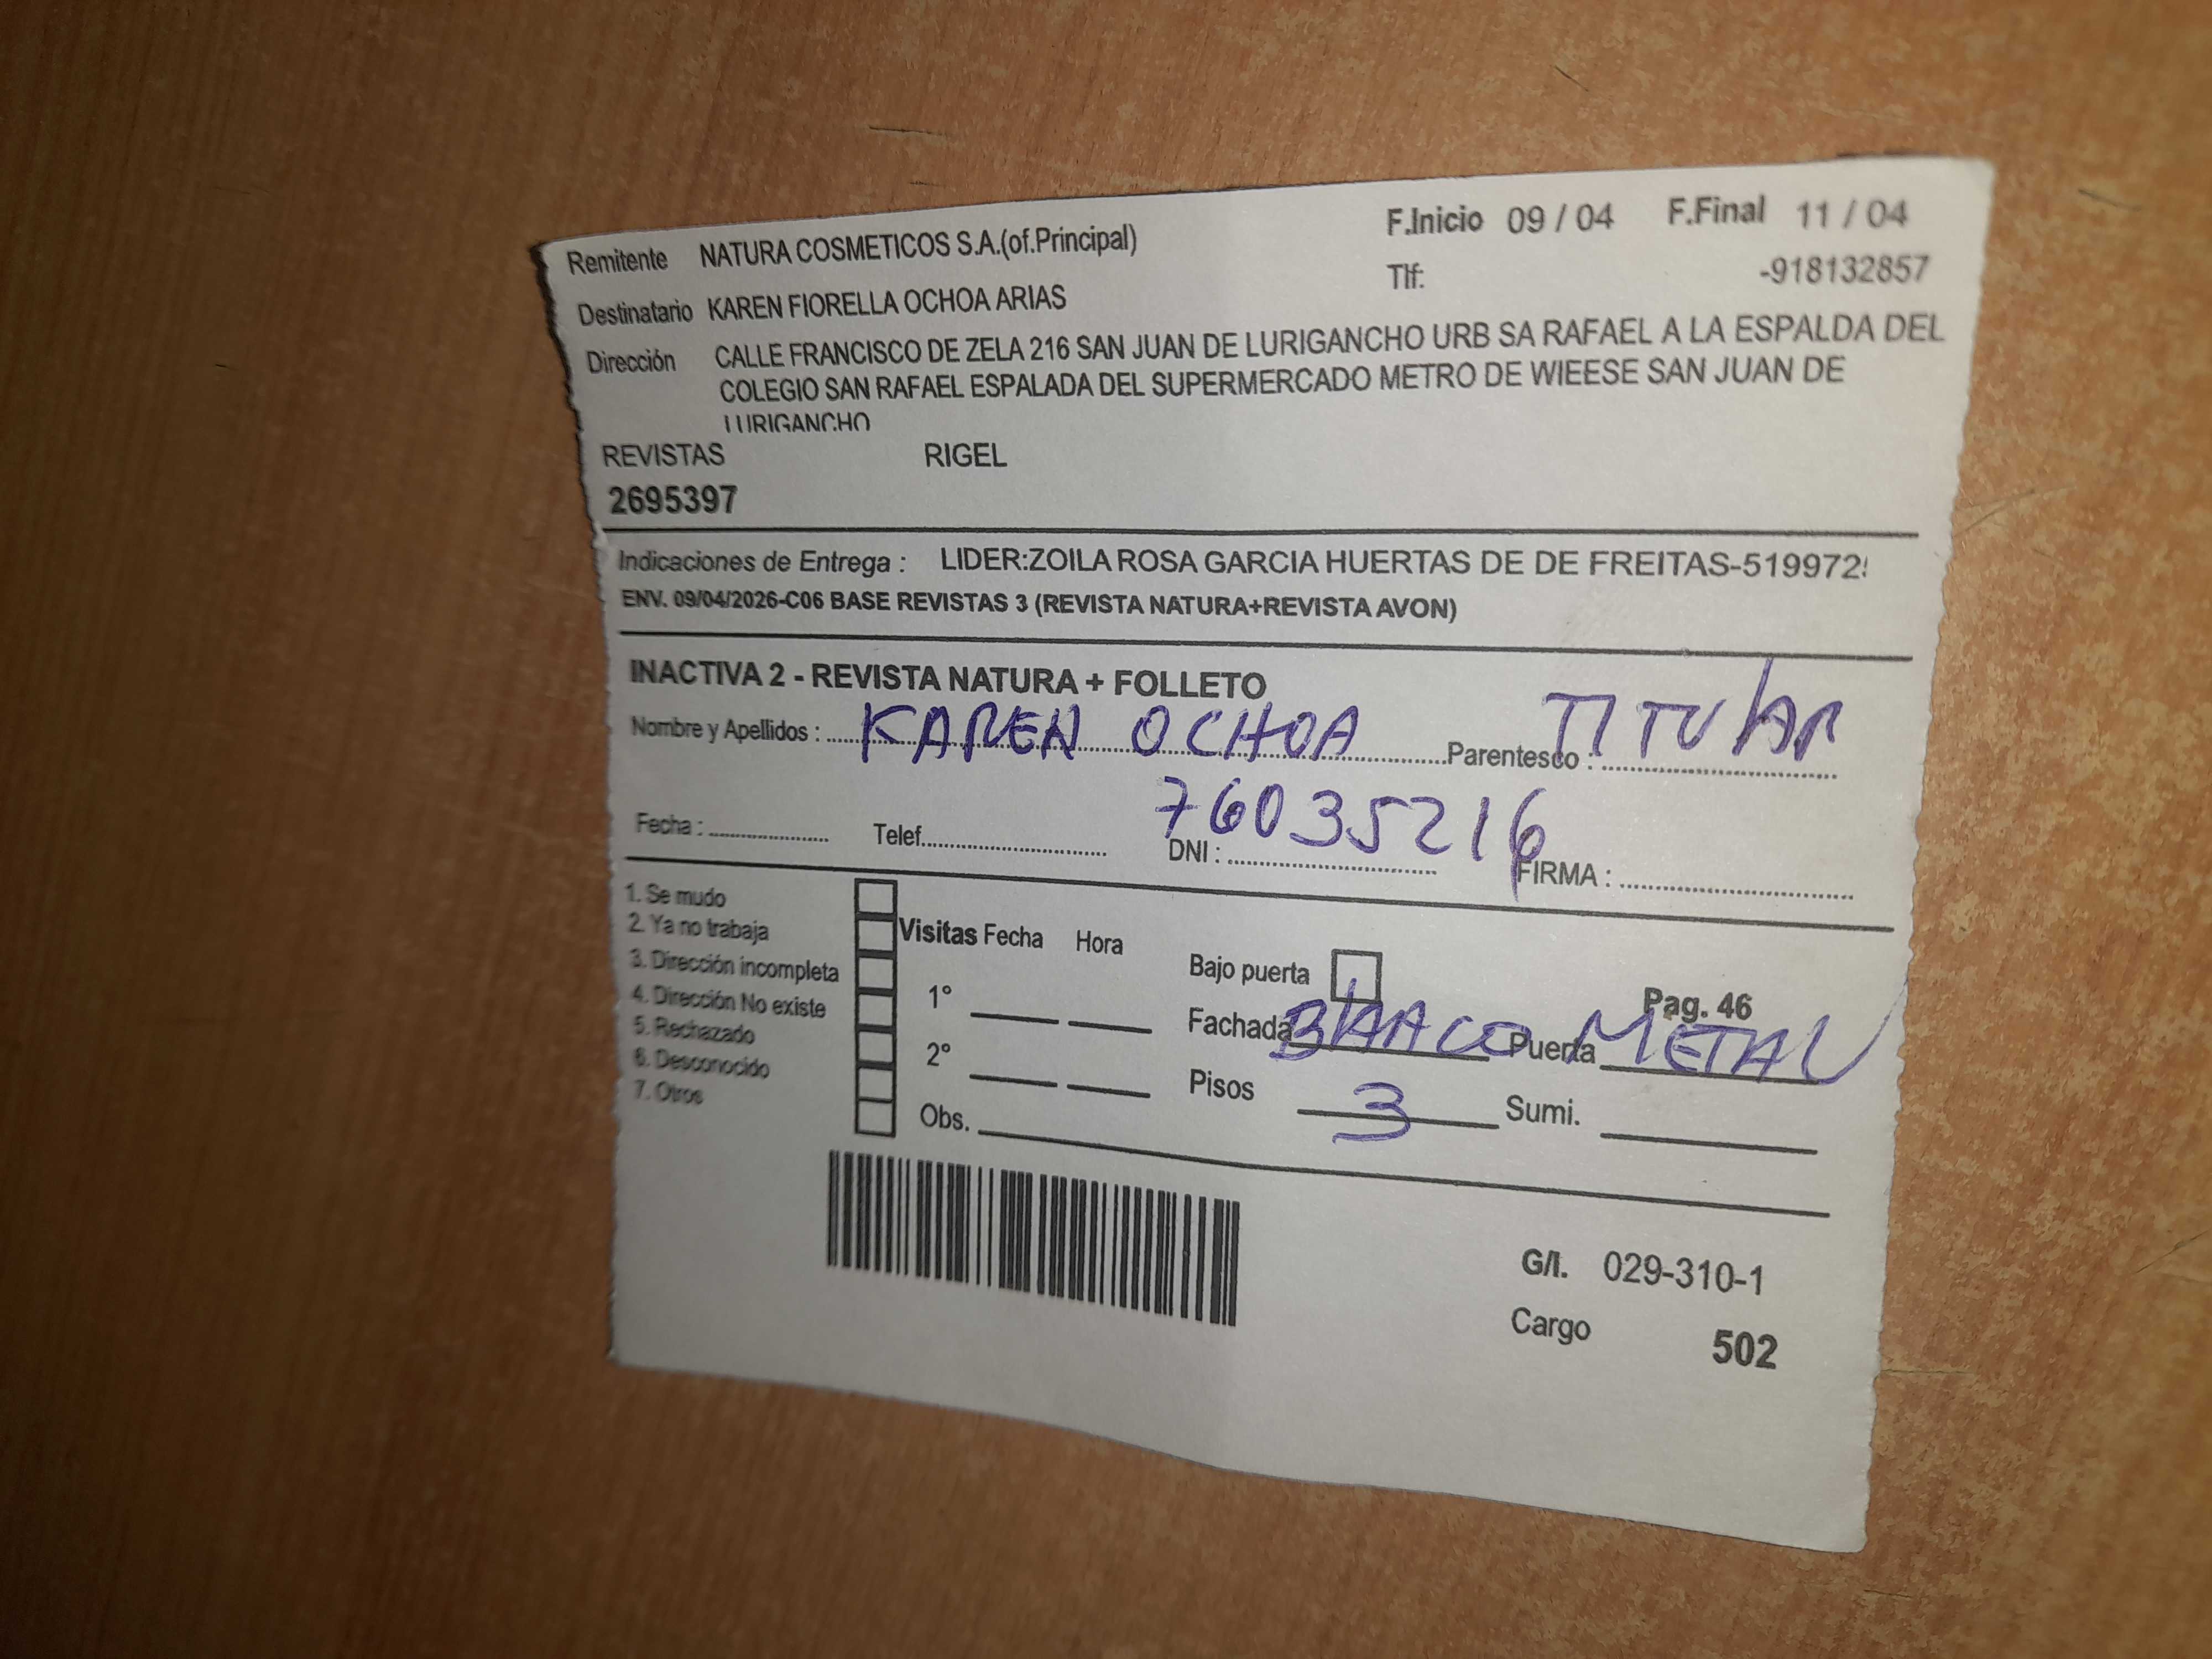 Remitente NATURA COSMETICOS S.A.(of.Principal) F.Inicio 09 / 04 F.Final 11 / 04
Tlf: -918132857
Destinatario KAREN FIORELLA OCHOA ARIAS
Dirección CALLE FRANCISCO DE ZELA 216 SAN JUAN DE LURIGANCHO URB SA RAFAEL A LA ESPALDA DEL
COLEGIO SAN RAFAEL ESPALADA DEL SUPERMERCADO METRO DE WIEESE SAN JUAN DE
LURIGANCHO
REVISTAS RIGEL
2695397
Indicaciones de Entrega : LIDER:ZOILA ROSA GARCIA HUERTAS DE DE FREITAS-519972
ENV. 09/04/2026-C06 BASE REVISTAS 3 (REVISTA NATURA+REVISTA AVON)
INACTIVA 2 - REVISTA NATURA + FOLLETO
Nombre y Apellidos : KAREN OCHOA Parentesco : TITULAR
Fecha : Telef. DNI : 76035216 FIRMA :
1. Se mudo
2. Ya no trabaja
3. Dirección incompleta
4. Dirección No existe
5. Rechazado
6. Desconocido
7. Otros
Visitas Fecha Hora
1°
2°
Obs.
Bajo puerta Pag. 46
Fachada BLANCO Puerta METAL
Pisos 3 Sumi.
G/I. 029-310-1
Cargo 502